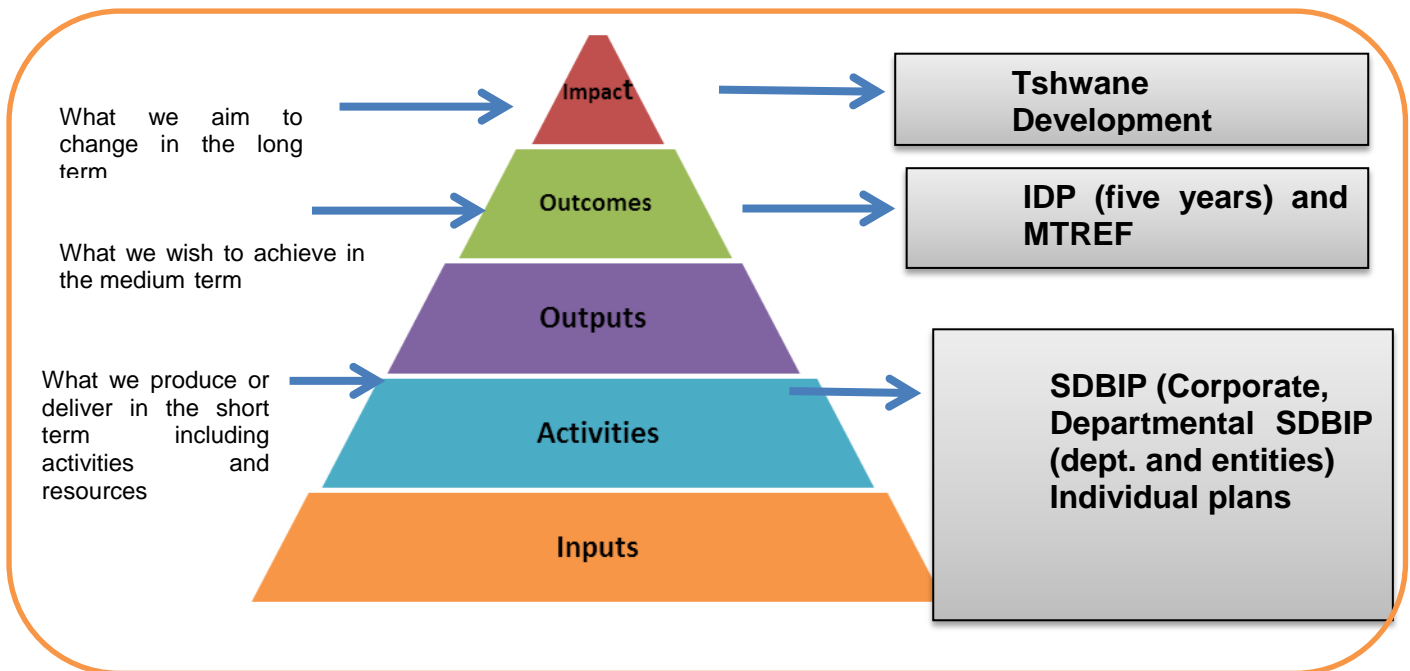 What we aim to
change in the long
term
What we wish to achieve in
the medium term
What we produce or
deliver in the short
term including
activities and
resources
Impact
Outcomes
Outputs
Activities
Inputs
Tshwane
Development
IDP (five years) and
MTREF
SDBIP (Corporate,
Departmental SDBIP
(dept. and entities)
Individual plans